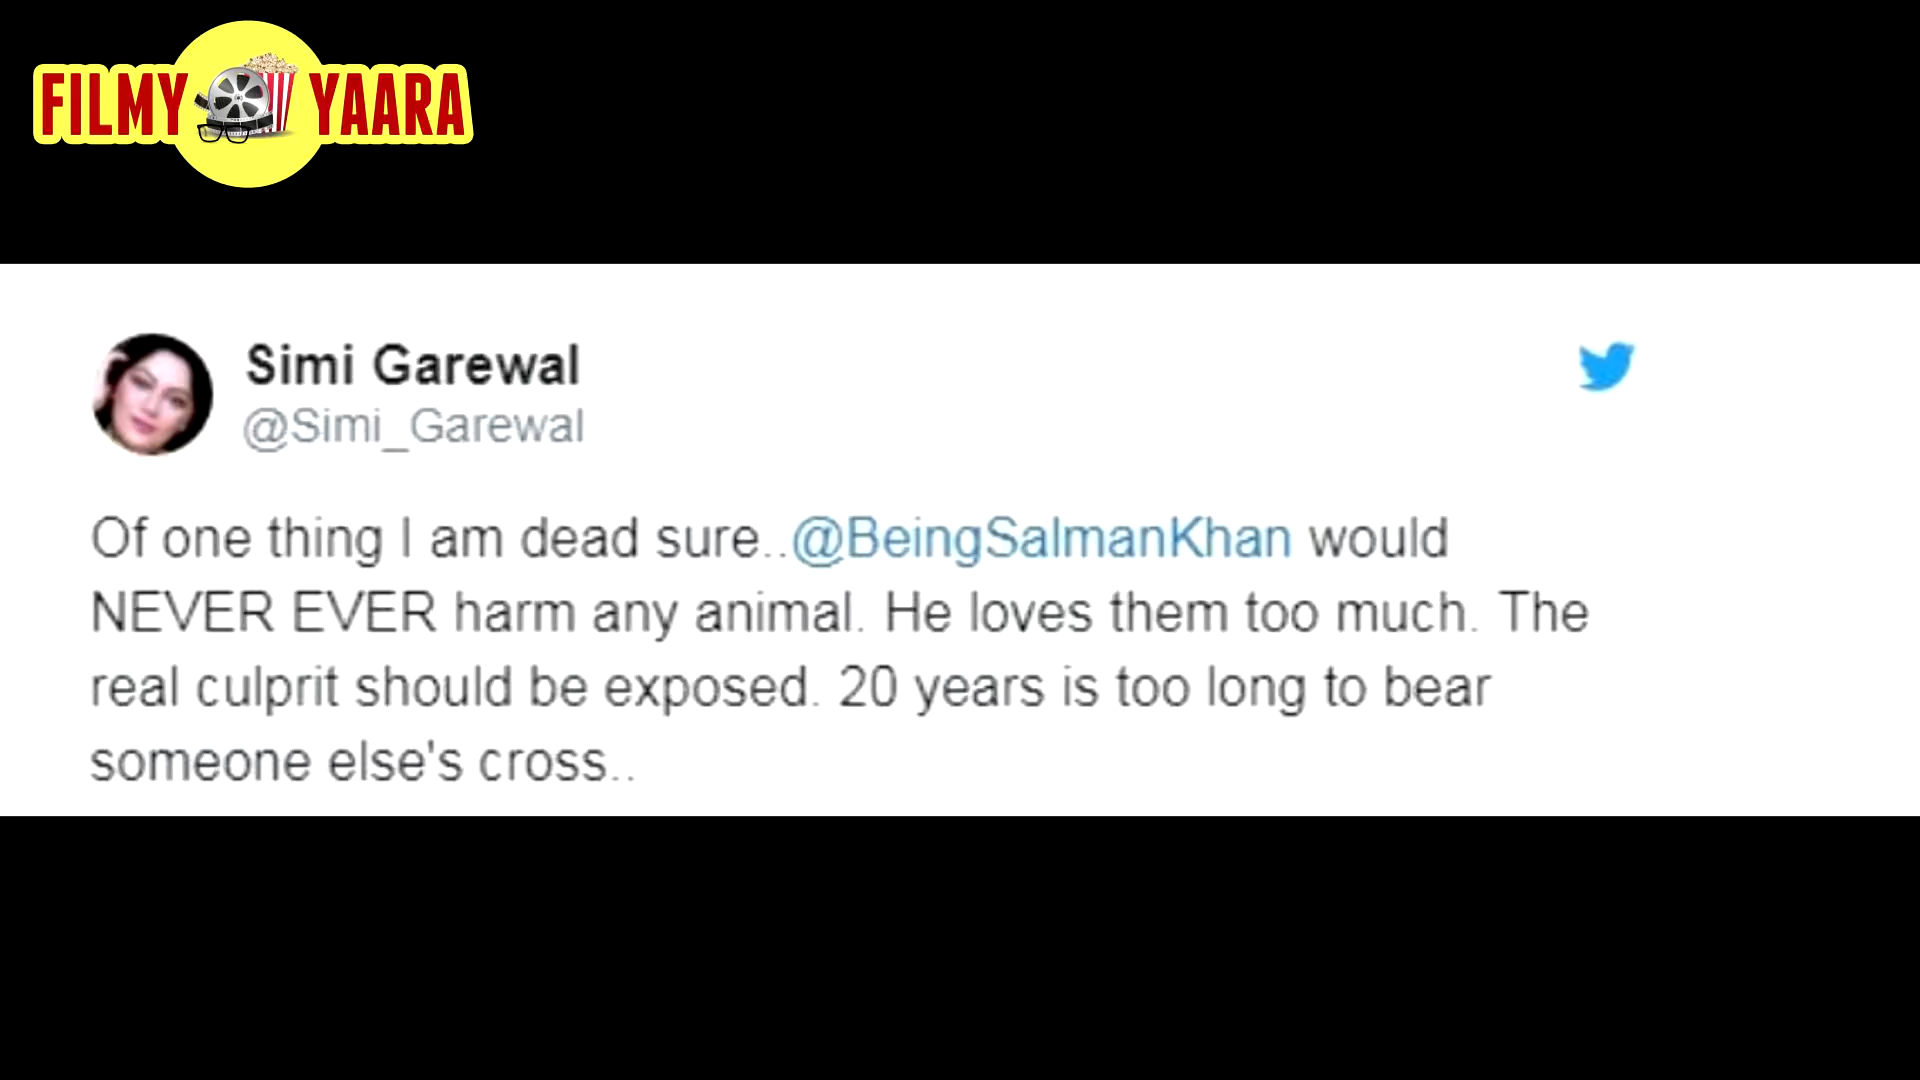 FILMY YAARA
Simi Garewal
@Simi_Garewal
Of one thing I am dead sure..@BeingSalmanKhan would
NEVER EVER harm any animal. He loves them too much. The
real culprit should be exposed. 20 years is too long to bear
someone else's cross..